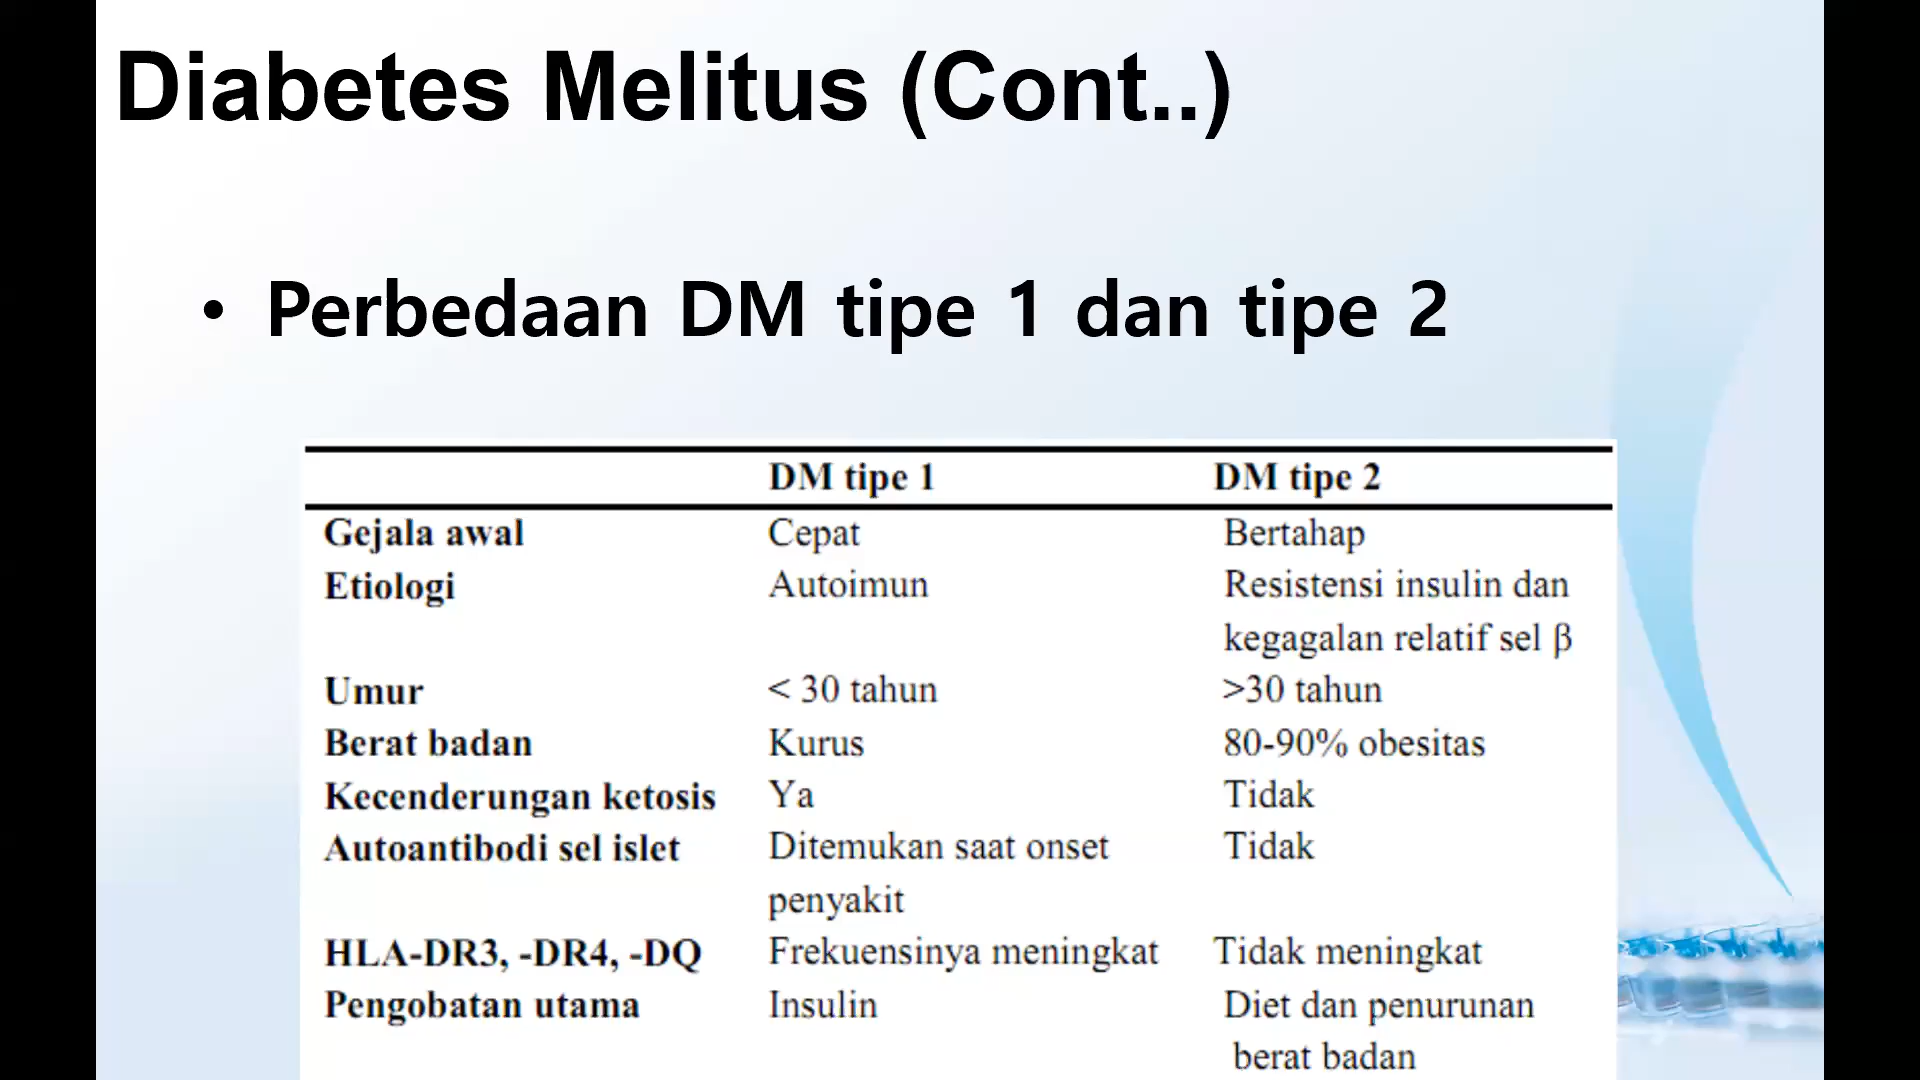 Diabetes Melitus (Cont..)
• Perbedaan DM tipe 1 dan tipe 2
DM tipe 1 DM tipe 2
Gejala awal Cepat Bertahap
Etiologi Autoimun Resistensi insulin dan
kegagalan relatif sel β
Umur < 30 tahun >30 tahun
Berat badan Kurus 80-90% obesitas
Kecenderungan ketosis Ya Tidak
Autoantibodi sel islet Ditemukan saat onset Tidak
penyakit
HLA-DR3, -DR4, -DQ Frekuensinya meningkat Tidak meningkat
Pengobatan utama Insulin Diet dan penurunan
berat badan